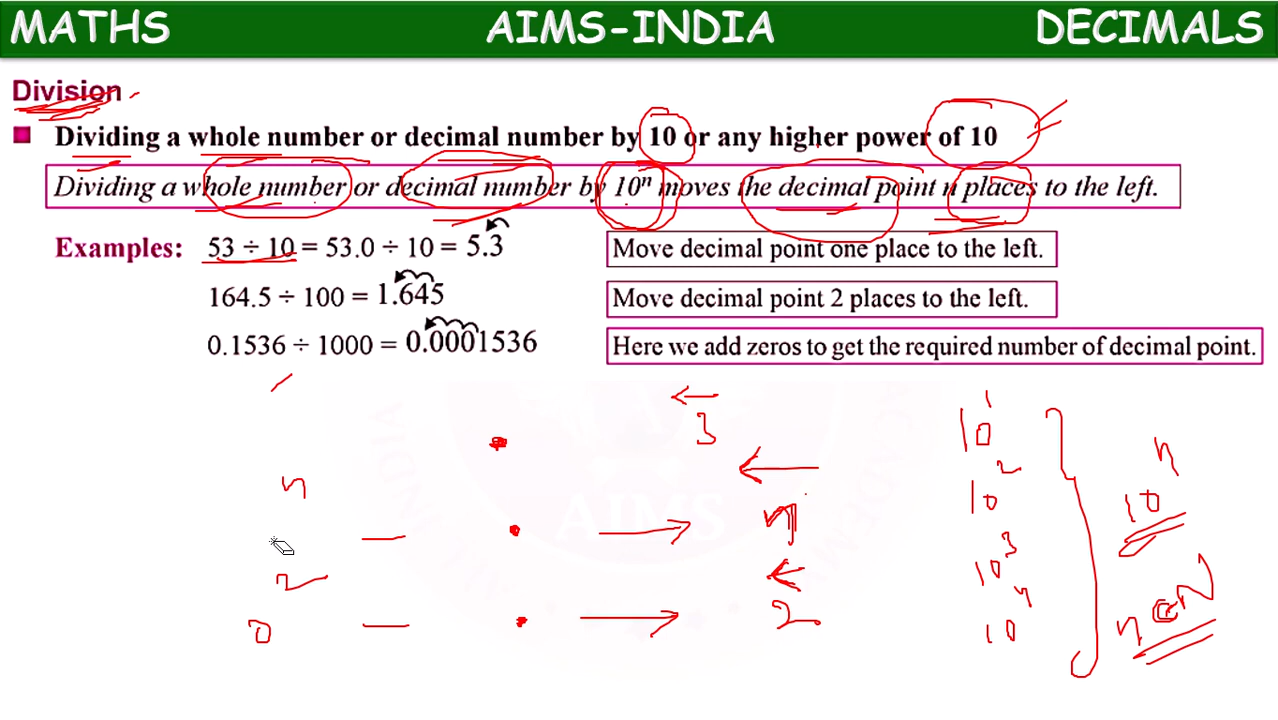 MATHS AIMS-INDIA DECIMALS
Division
Dividing a whole number or decimal number by 10 or any higher power of 10
Dividing a whole number or decimal number by 10ⁿ moves the decimal point n places to the left.
Examples: 53 ÷ 10 = 53.0 ÷ 10 = 5.3 Move decimal point one place to the left.
164.5 ÷ 100 = 1.645 Move decimal point 2 places to the left.
0.1536 ÷ 1000 = 0.0001536 Here we add zeros to get the required number of decimal point.
3 10¹
n 10² 10ⁿ
AIMS
n 10³
2 2 10⁴ n ∈ N